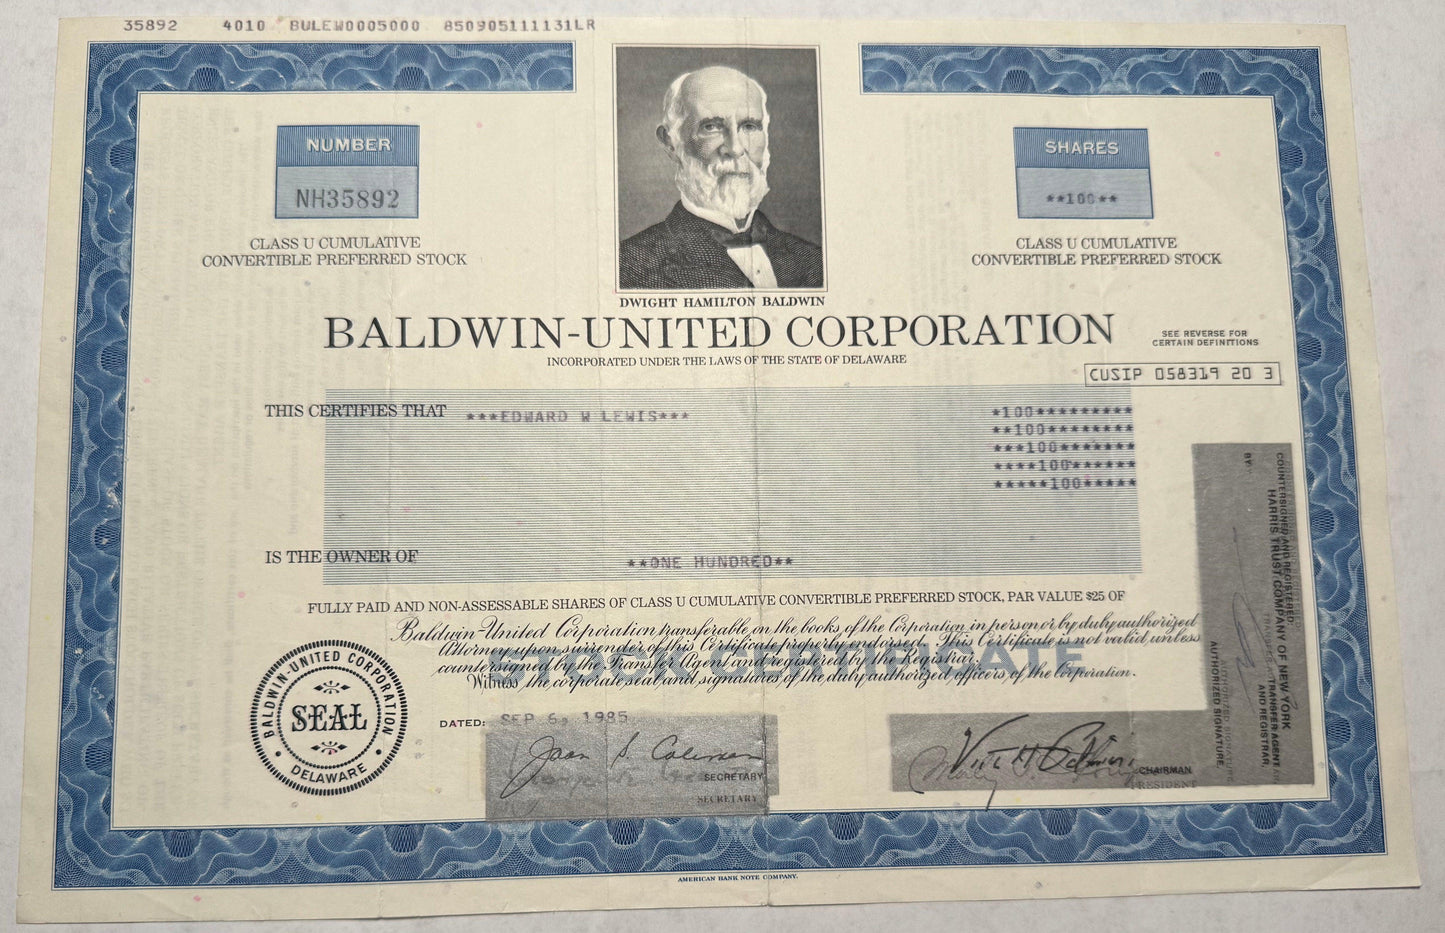 35892 4010 BULEW0005000 850905111131LR
NUMBER
NH35892
CLASS U CUMULATIVE
CONVERTIBLE PREFERRED STOCK
DWIGHT HAMILTON BALDWIN
SHARES
**100**
CLASS U CUMULATIVE
CONVERTIBLE PREFERRED STOCK
BALDWIN-UNITED CORPORATION
INCORPORATED UNDER THE LAWS OF THE STATE OF DELAWARE
SEE REVERSE FOR
CERTAIN DEFINITIONS
CUSIP 058319 20 3
THIS CERTIFIES THAT ***EDWARD W LEWIS***
*100*********
**100********
***100*******
****100******
*****100*****
IS THE OWNER OF **ONE HUNDRED**
FULLY PAID AND NON-ASSESSABLE SHARES OF CLASS U CUMULATIVE CONVERTIBLE PREFERRED STOCK, PAR VALUE $25 OF
Baldwin-United Corporation transferable on the books of the Corporation in person or by duly authorized
Attorney upon surrender of this Certificate properly endorsed. This Certificate is not valid unless
countersigned by the Transfer Agent and registered by the Registrar.
Witness the corporate seal and signatures of the duly authorized officers of the Corporation.
BALDWIN-UNITED CORPORATION
SEAL
DELAWARE
DATED: SEP 6, 1985
SECRETARY
SECRETARY
CHAIRMAN
PRESIDENT
COUNTERSIGNED AND REGISTERED:
HARRIS TRUST COMPANY OF NEW YORK
TRANSFER AGENT
AND REGISTRAR,
BY
AUTHORIZED SIGNATURE
AUTHORIZED SIGNATURE
AMERICAN BANK NOTE COMPANY.